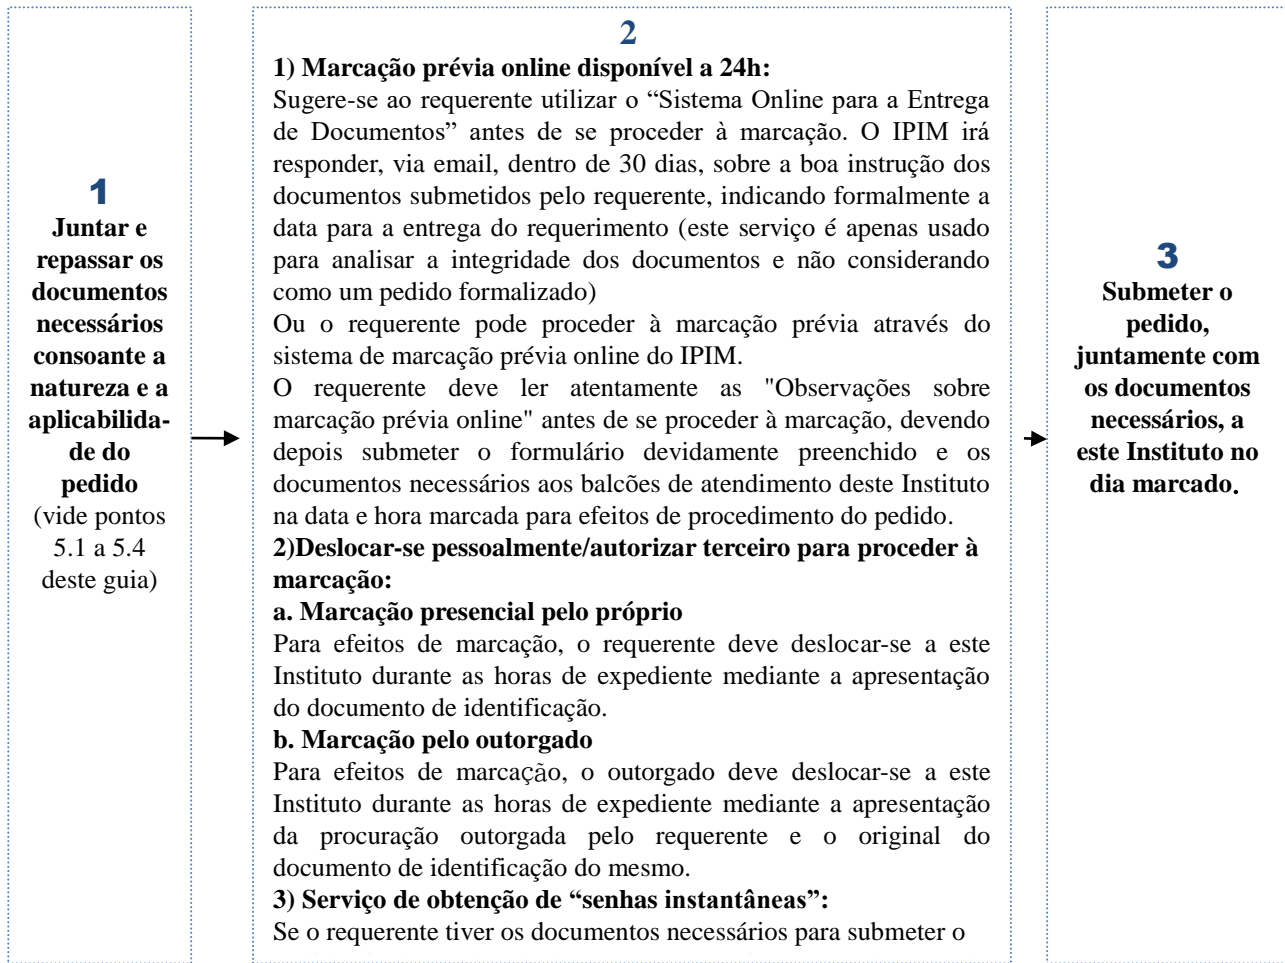 1
Juntar e
repassar os
documentos
necessários
consoante a
natureza e a
aplicabilida-
de do
pedido
(vide pontos
5.1 a 5.4
deste guia)
2
1) Marcação prévia online disponível a 24h:
Sugere-se ao requerente utilizar o “Sistema Online para a Entrega
de Documentos” antes de se proceder à marcação. O IPIM irá
responder, via email, dentro de 30 dias, sobre a boa instrução dos
documentos submetidos pelo requerente, indicando formalmente a
data para a entrega do requerimento (este serviço é apenas usado
para analisar a integridade dos documentos e não considerando
como um pedido formalizado)
Ou o requerente pode proceder à marcação prévia através do
sistema de marcação prévia online do IPIM.
O requerente deve ler atentamente as "Observações sobre
marcação prévia online" antes de se proceder à marcação, devendo
depois submeter o formulário devidamente preenchido e os
documentos necessários aos balcões de atendimento deste Instituto
na data e hora marcada para efeitos de procedimento do pedido.
2)Deslocar-se pessoalmente/autorizar terceiro para proceder à
marcação:
a. Marcação presencial pelo próprio
Para efeitos de marcação, o requerente deve deslocar-se a este
Instituto durante as horas de expediente mediante a apresentação
do documento de identificação.
b. Marcação pelo outorgado
Para efeitos de marcação, o outorgado deve deslocar-se a este
Instituto durante as horas de expediente mediante a apresentação
da procuração outorgada pelo requerente e o original do
documento de identificação do mesmo.
3) Serviço de obtenção de “senhas instantâneas”:
Se o requerente tiver os documentos necessários para submeter o
3
Submeter o
pedido,
juntamente com
os documentos
necessários, a
este Instituto no
dia marcado.